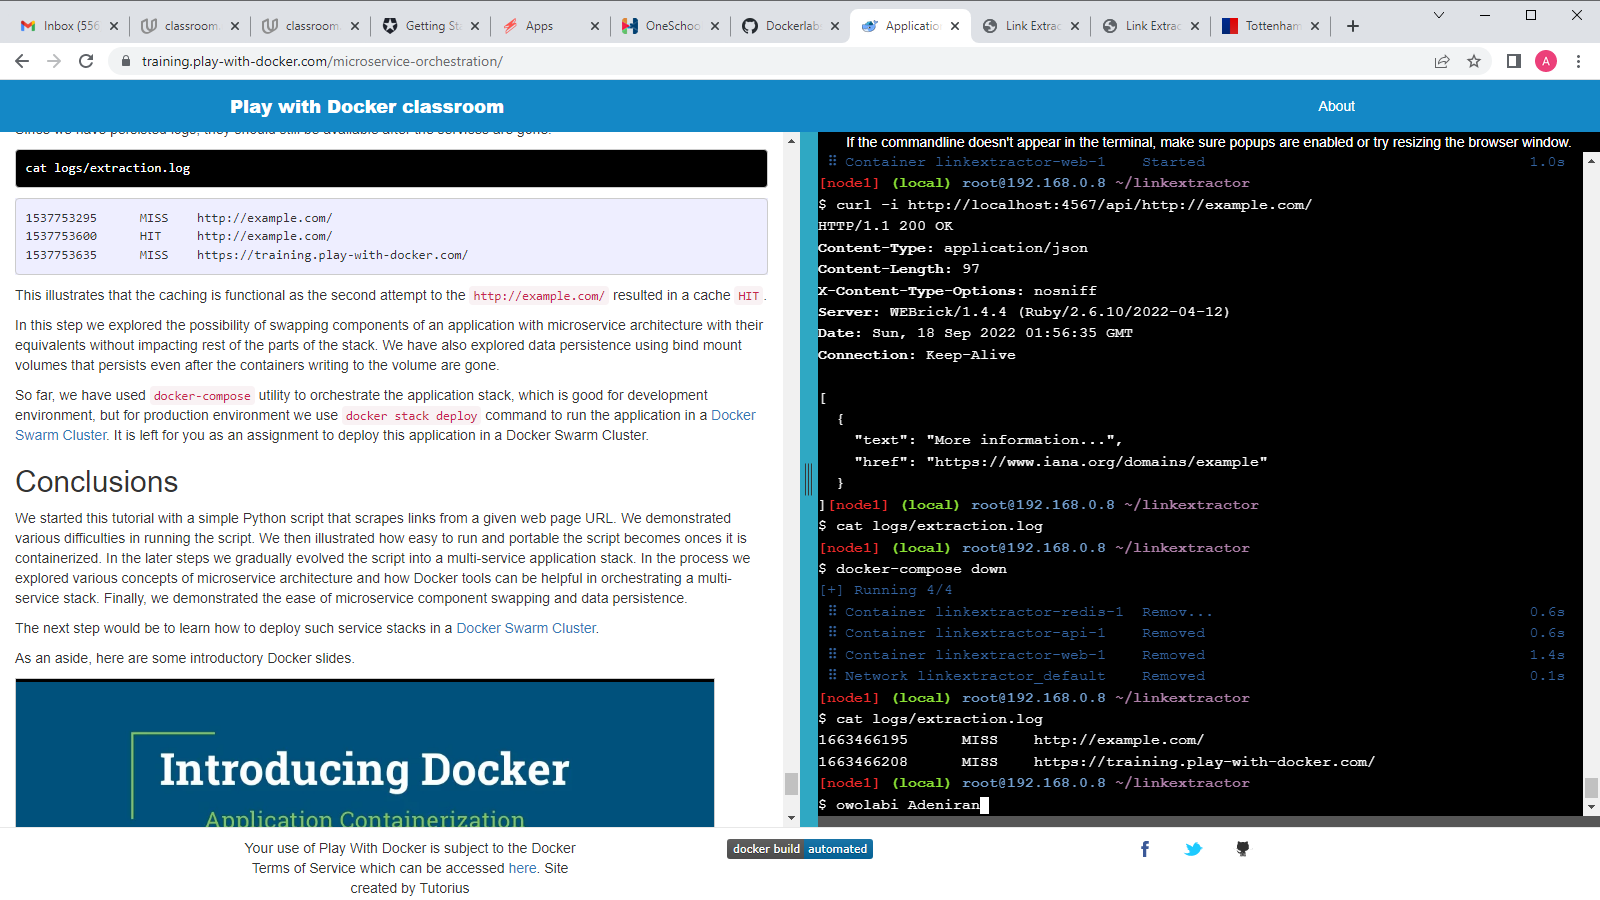 Inbox (556
classroom.
classroom.
Getting St
Apps
OneSchoo
Dockerlab
Applicatio
Link Extrac
Link Extrac
Tottenham
training.play-with-docker.com/microservice-orchestration/
A
Play with Docker classroom
About
Since we have persisted logs, they should still be available after the services are gone.
cat logs/extraction.log
1537753295 MISS http://example.com/
1537753600 HIT http://example.com/
1537753635 MISS https://training.play-with-docker.com/
This illustrates that the caching is functional as the second attempt to the http://example.com/ resulted in a cache HIT.
In this step we explored the possibility of swapping components of an application with microservice architecture with their
equivalents without impacting rest of the parts of the stack. We have also explored data persistence using bind mount
volumes that persists even after the containers writing to the volume are gone.
So far, we have used docker-compose utility to orchestrate the application stack, which is good for development
environment, but for production environment we use docker stack deploy command to run the application in a Docker
Swarm Cluster. It is left for you as an assignment to deploy this application in a Docker Swarm Cluster.
Conclusions
We started this tutorial with a simple Python script that scrapes links from a given web page URL. We demonstrated
various difficulties in running the script. We then illustrated how easy to run and portable the script becomes onces it is
containerized. In the later steps we gradually evolved the script into a multi-service application stack. In the process we
explored various concepts of microservice architecture and how Docker tools can be helpful in orchestrating a multi-
service stack. Finally, we demonstrated the ease of microservice component swapping and data persistence.
The next step would be to learn how to deploy such service stacks in a Docker Swarm Cluster.
As an aside, here are some introductory Docker slides.
Introducing Docker
Application Containerization
If the commandline doesn't appear in the terminal, make sure popups are enabled or try resizing the browser window.
Container linkextractor-web-1 Started 1.0s
[node1] (local) root@192.168.0.8 ~/linkextractor
$ curl -i http://localhost:4567/api/http://example.com/
HTTP/1.1 200 OK
Content-Type: application/json
Content-Length: 97
X-Content-Type-Options: nosniff
Server: WEBrick/1.4.4 (Ruby/2.6.10/2022-04-12)
Date: Sun, 18 Sep 2022 01:56:35 GMT
Connection: Keep-Alive
[
{
"text": "More information...",
"href": "https://www.iana.org/domains/example"
}
][node1] (local) root@192.168.0.8 ~/linkextractor
$ cat logs/extraction.log
[node1] (local) root@192.168.0.8 ~/linkextractor
$ docker-compose down
[+] Running 4/4
Container linkextractor-redis-1 Remov... 0.6s
Container linkextractor-api-1 Removed 0.6s
Container linkextractor-web-1 Removed 1.4s
Network linkextractor_default Removed 0.1s
[node1] (local) root@192.168.0.8 ~/linkextractor
$ cat logs/extraction.log
1663466195 MISS http://example.com/
1663466208 MISS https://training.play-with-docker.com/
[node1] (local) root@192.168.0.8 ~/linkextractor
$ owolabi Adeniran
Your use of Play With Docker is subject to the Docker
Terms of Service which can be accessed here. Site
created by Tutorius
docker build automated